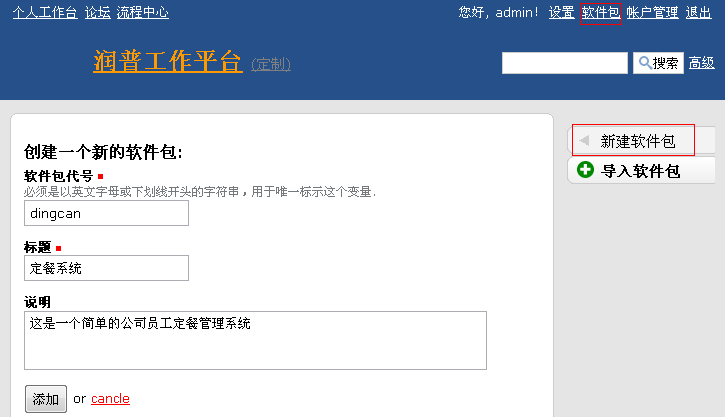 个人工作台 论坛 流程中心 您好，admin! 设置 软件包 帐户管理 退出
润普工作平台 (定制) 搜索 高级
新建软件包
导入软件包
创建一个新的软件包:
软件包代号
必须是以英文字母或下划线开头的字符串，用于唯一标示这个变量.
dingcan
标题
定餐系统
说明
这是一个简单的公司员工定餐管理系统
添加 or cancle